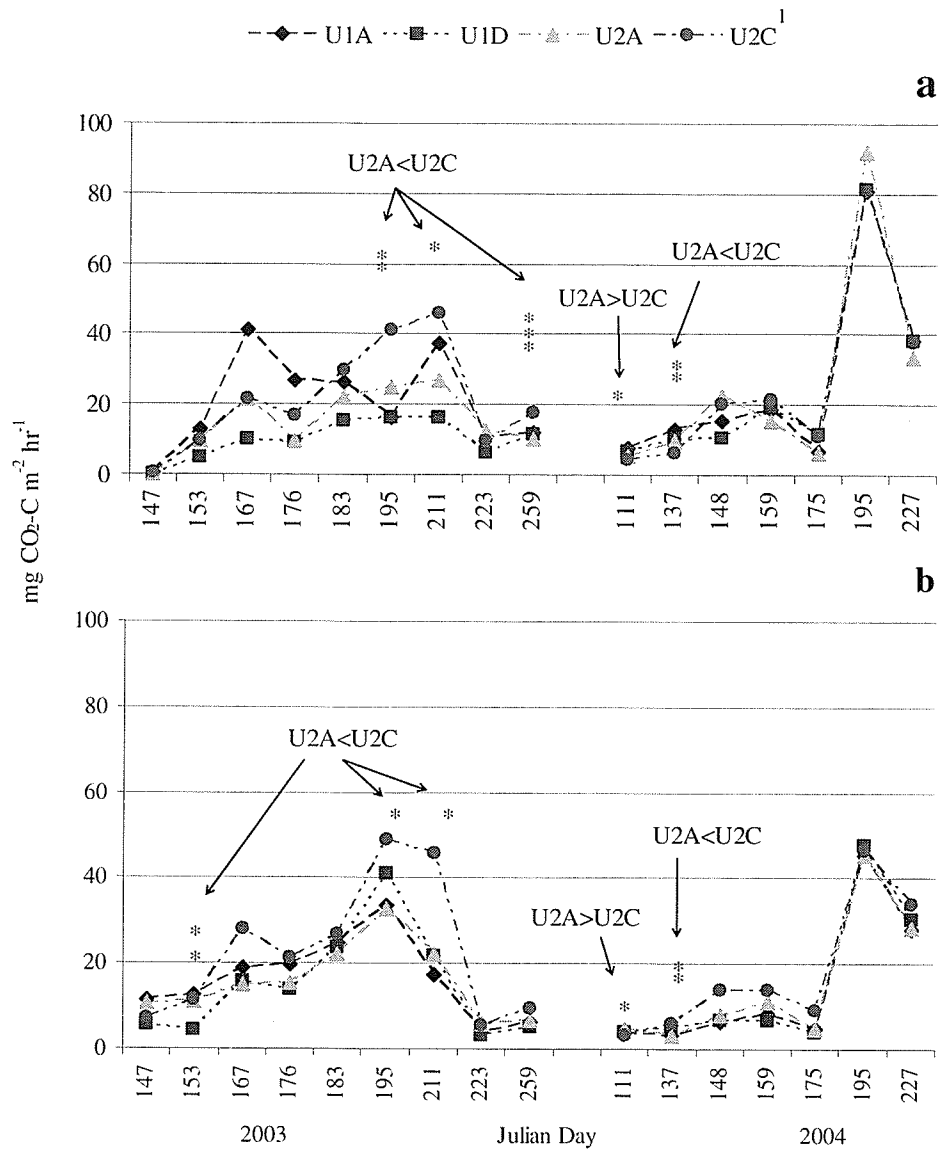 U1A U1D U2A U2C¹
a
mg CO₂-C m⁻² hr⁻¹
100
80
60
40
20
0
U2A<U2C
**
*
***
U2A>U2C
*
U2A<U2C
**
147 153 167 176 183 195 211 223 259 111 137 148 159 175 195 227
b
100
80
60
40
20
0
U2A<U2C
**
*
*
U2A>U2C
*
U2A<U2C
**
147 153 167 176 183 195 211 223 259 111 137 148 159 175 195 227
2003 Julian Day 2004